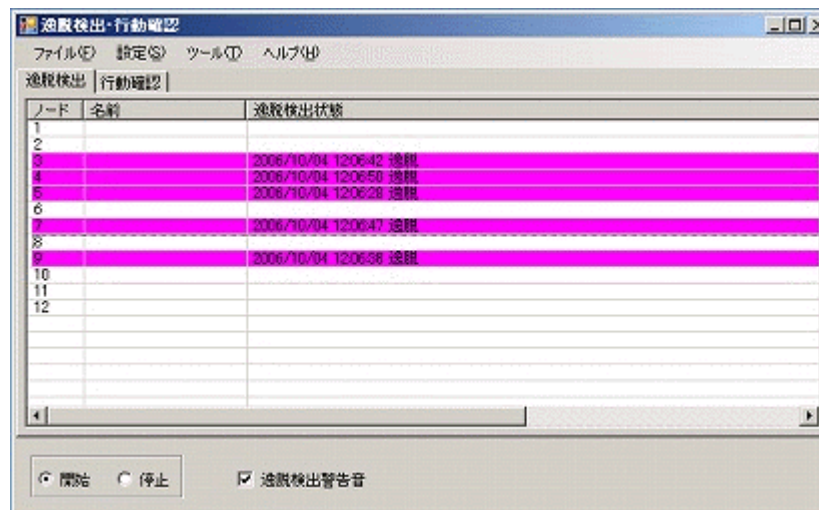 逸脱検出・行動確認
ファイル(F) 設定(S) ツール(T) ヘルプ(H)
逸脱検出 行動確認
ノード 名前 逸脱検出状態
1
2
3 2006/10/04 12:06:42 逸脱
4 2006/10/04 12:06:50 逸脱
5 2006/10/04 12:06:28 逸脱
6
7 2006/10/04 12:06:47 逸脱
8
9 2006/10/04 12:06:38 逸脱
10
11
12
開始 停止 逸脱検出警告音